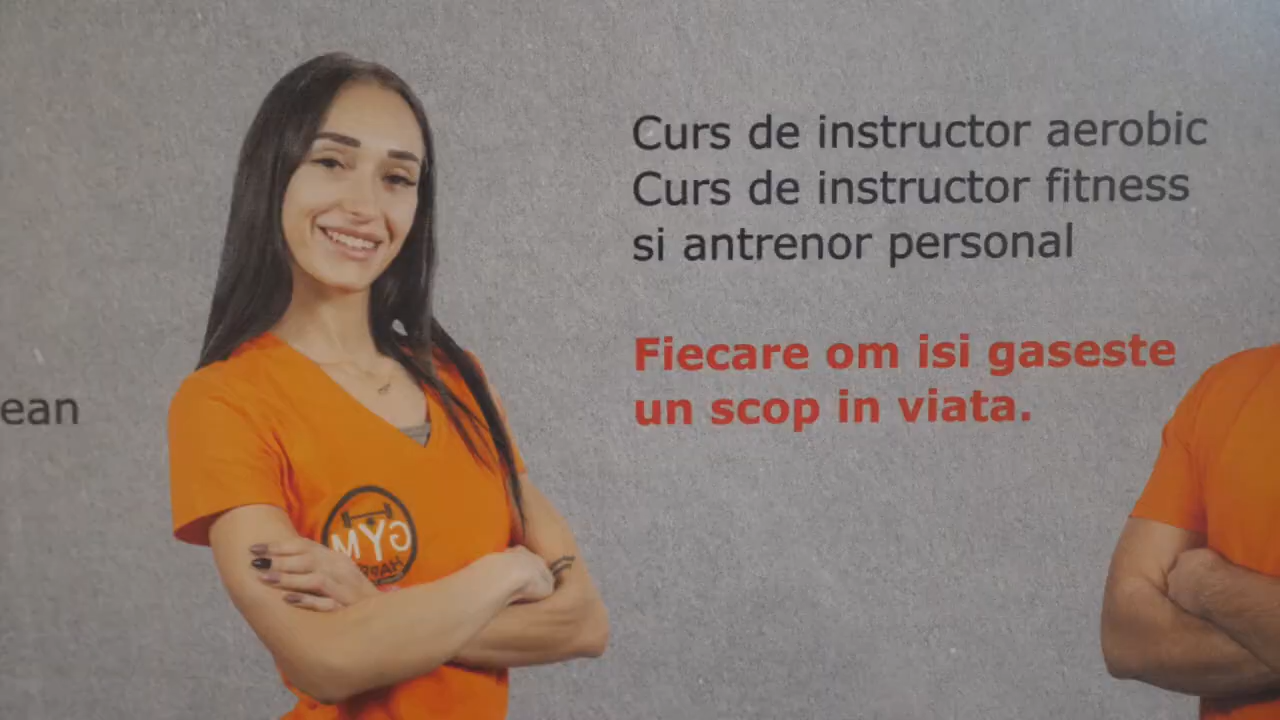 Curs de instructor aerobic
Curs de instructor fitness
si antrenor personal
Fiecare om isi gaseste
un scop in viata.
ean
GYM